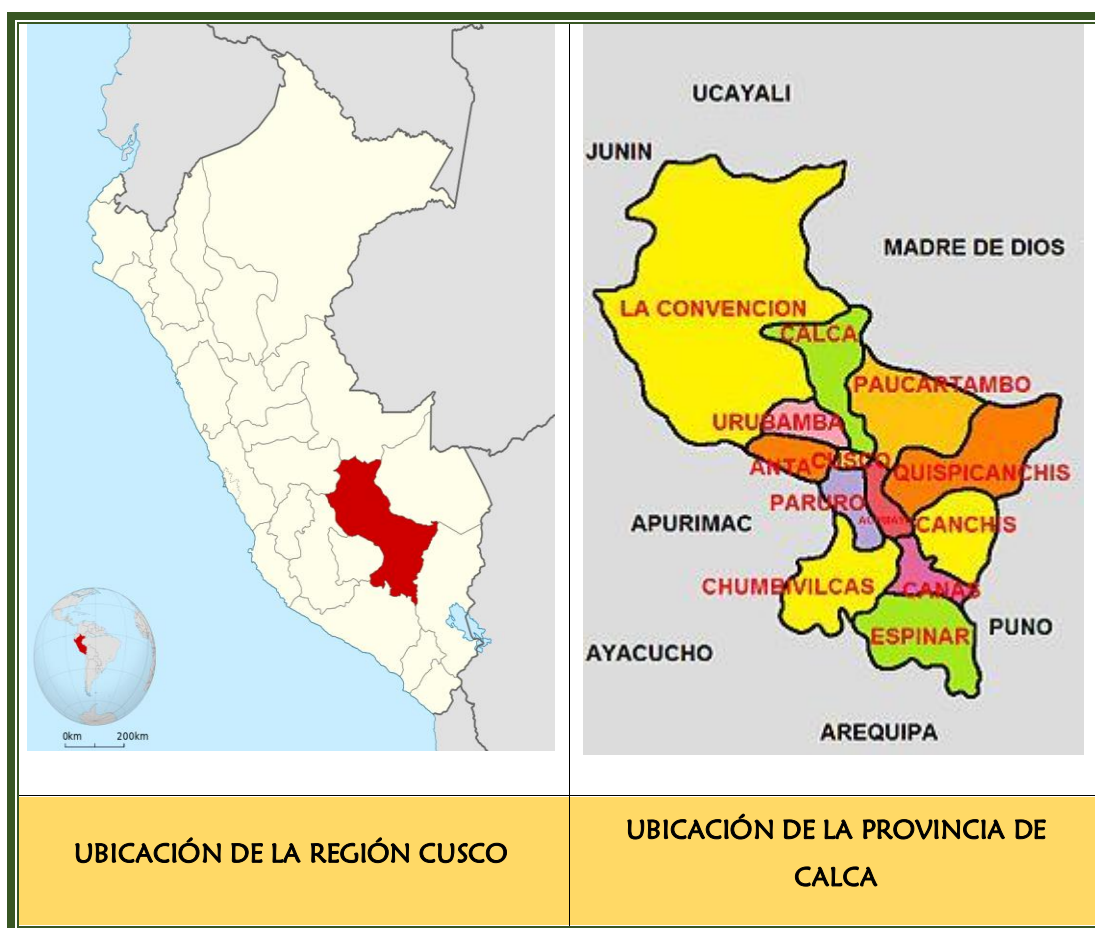 0km 200km
UBICACIÓN DE LA REGIÓN CUSCO
UCAYALI
JUNIN
MADRE DE DIOS
LA CONVENCION
CALCA
PAUCARTAMBO
URUBAMBA
ANTA
CUSCO
QUISPICANCHIS
PARURO
APURIMAC
CANCHIS
CHUMBIVILCAS
CANAS
ESPINAR
PUNO
AYACUCHO
AREQUIPA
UBICACIÓN DE LA PROVINCIA DE
CALCA